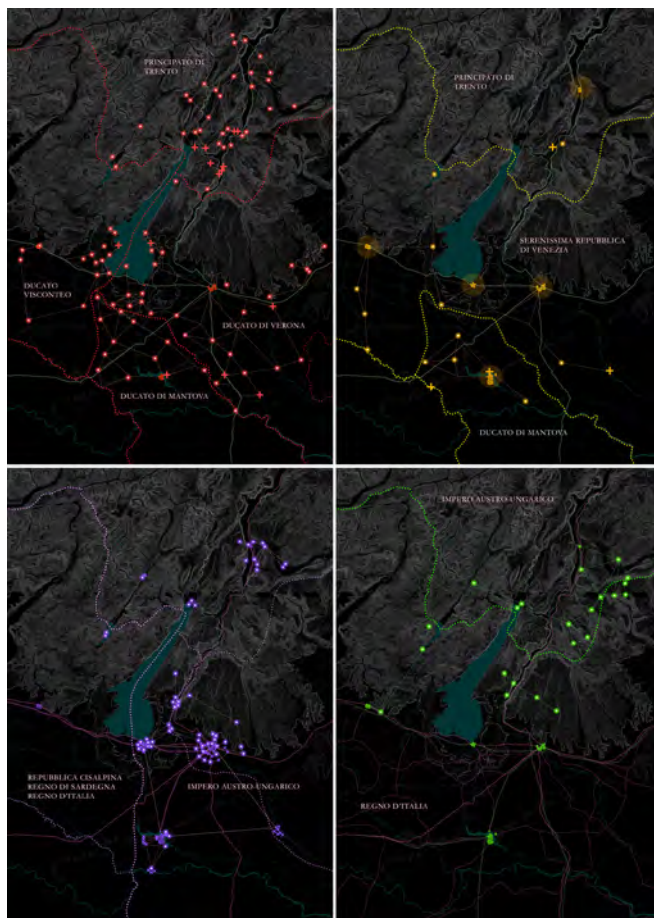 PRINCIPATO DI
TRENTO
DUCATO
VISCONTEO
DUCATO DI VERONA
DUCATO DI MANTOVA
PRINCIPATO DI
TRENTO
SERENISSIMA REPUBBLICA
DI VENEZIA
DUCATO DI MANTOVA
REPUBBLICA CISALPINA
REGNO DI SARDEGNA
REGNO D'ITALIA
IMPERO AUSTRO-UNGARICO
IMPERO AUSTRO-UNGARICO
REGNO D'ITALIA